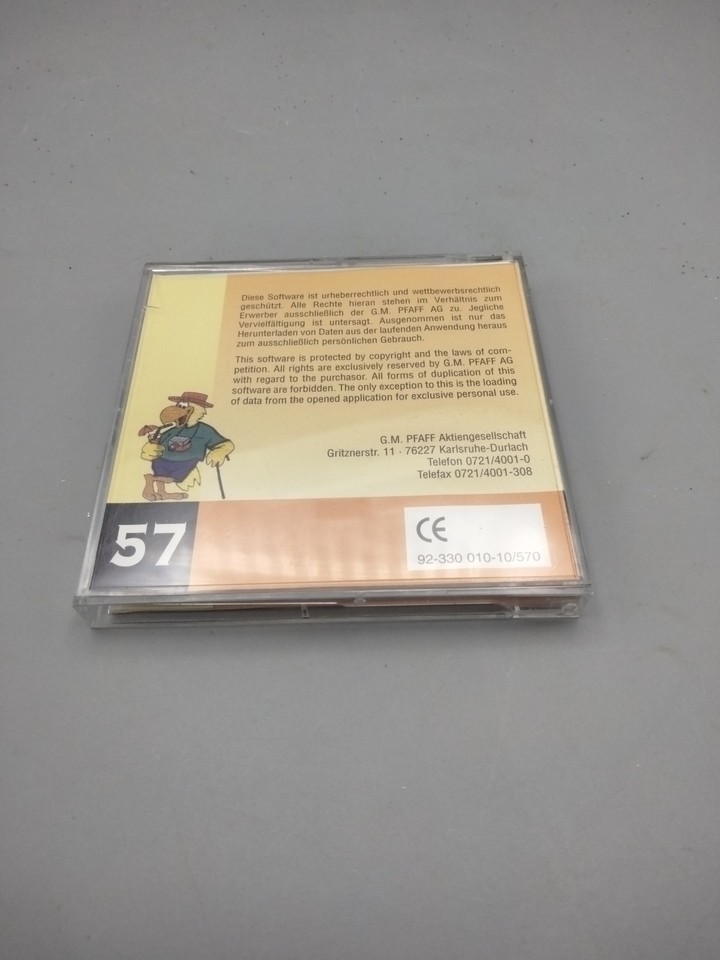 Diese Software ist urheberrechtlich und wettbewerbsrechtlich
geschützt. Alle Rechte hieran stehen im Verhältnis zum
Erwerber ausschließlich der G.M. PFAFF AG zu. Jegliche
Vervielfältigung ist untersagt. Ausgenommen ist nur das
Herunterladen von Daten aus der laufenden Anwendung heraus
zum ausschließlich persönlichen Gebrauch.
This software is protected by copyright and the laws of com-
petition. All rights are exclusively reserved by G.M. PFAFF AG
with regard to the purchasor. All forms of duplication of this
software are forbidden. The only exception to this is the loading
of data from the opened application for exclusive personal use.
G.M. PFAFF Aktiengesellschaft
Gritznerstr. 11 · 76227 Karlsruhe-Durlach
Telefon 0721/4001-0
Telefax 0721/4001-308
57
CE
92-330 010-10/570